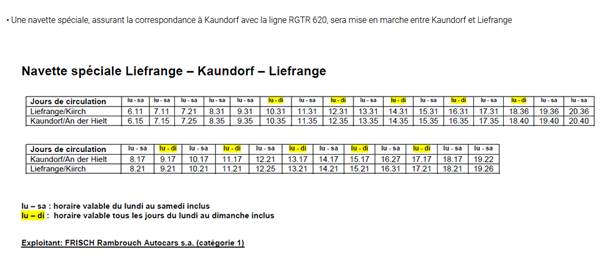 • Une navette spéciale, assurant la correspondance à Kaundorf avec la ligne RGTR 620, sera mise en marche entre Kaundorf et Liefrange
Navette spéciale Liefrange – Kaundorf – Liefrange
Jours de circulation lu - sa lu - sa lu - sa lu - sa lu - sa lu - di lu - sa lu - di lu - sa lu - di lu - sa lu - di lu - sa lu - di lu - sa lu - sa
Liefrange/Kiirch 6.11 7.11 7.21 8.31 9.31 10.31 11.31 12.31 13.31 14.31 15.31 16.31 17.31 18.36 19.36 20.36
Kaundorf/An der Hielt 6.15 7.15 7.25 8.35 9.35 10.35 11.35 12.35 13.35 14.35 15.35 16.35 17.35 18.40 19.40 20.40
Jours de circulation lu - sa lu - di lu - sa lu - di lu - sa lu - di lu - sa lu - di lu - sa lu - di lu - sa lu - sa
Kaundorf/An der Hielt 8.17 9.17 10.17 11.17 12.21 13.17 14.17 15.17 16.27 17.17 18.17 19.22
Liefrange/Kiirch 8.21 9.21 10.21 11.21 12.25 13.21 14.21 15.21 16.31 17.21 18.21 19.26
lu – sa : horaire valable du lundi au samedi inclus
lu – di : horaire valable tous les jours du lundi au dimanche inclus
Exploitant: FRISCH Rambrouch Autocars s.a. (catégorie 1)